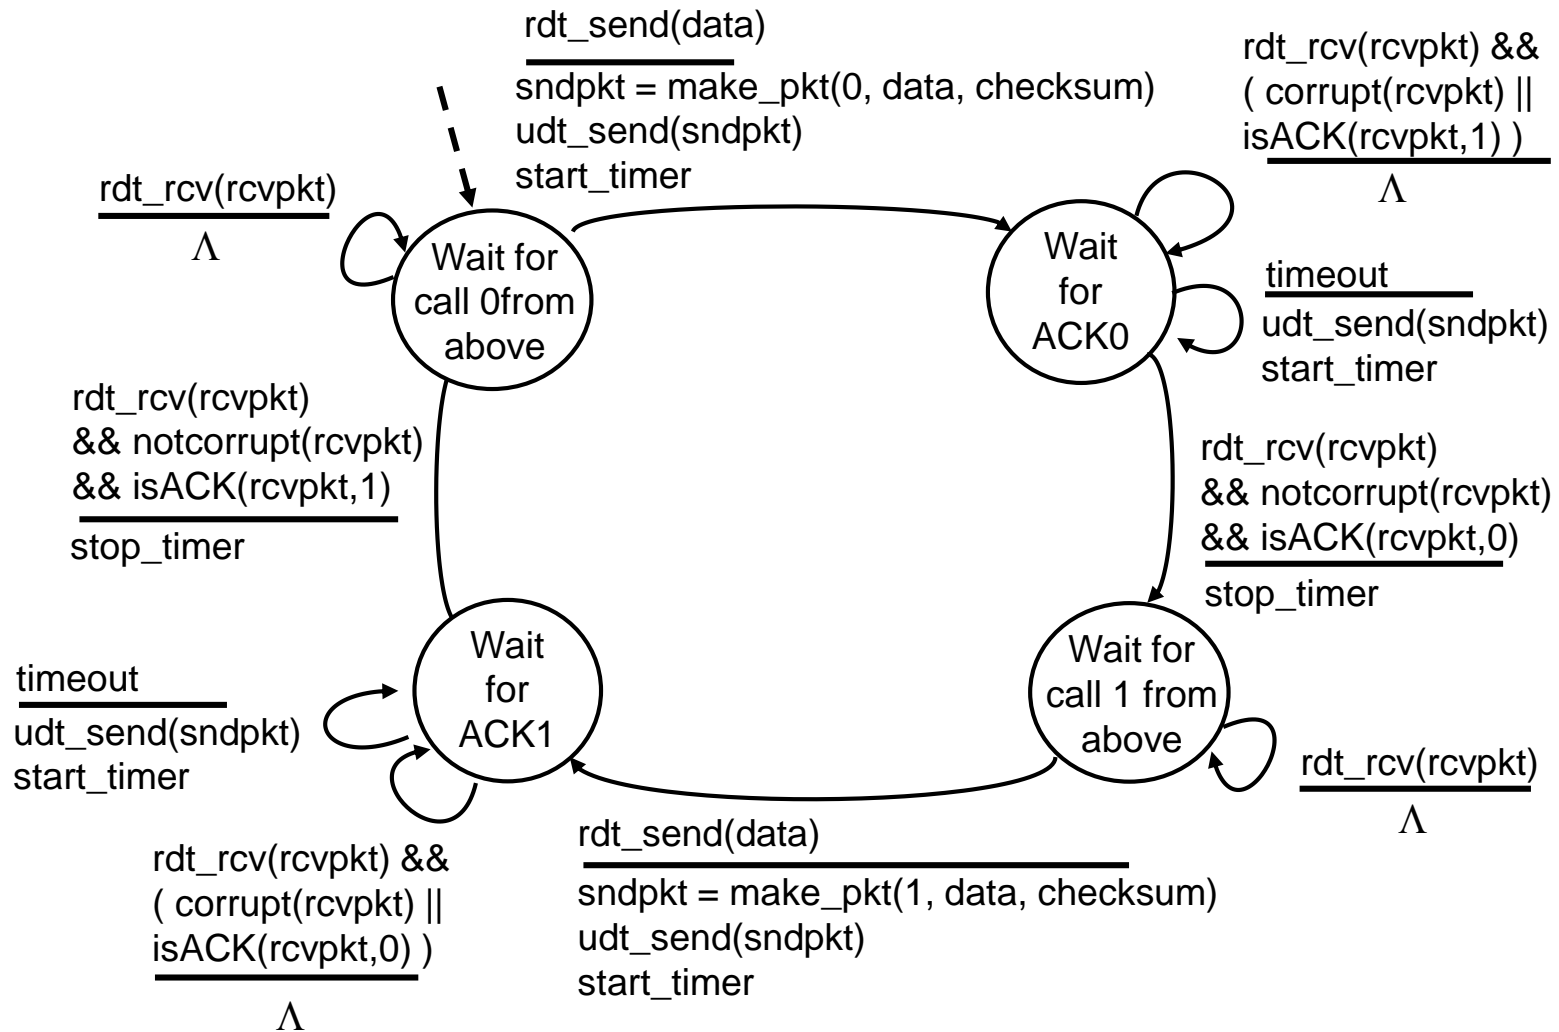 rdt_send(data)
sndpkt = make_pkt(0, data, checksum)
udt_send(sndpkt)
start_timer
rdt_rcv(rcvpkt) &&
( corrupt(rcvpkt) ||
isACK(rcvpkt,1) )
Λ
rdt_rcv(rcvpkt)
Λ
Wait for
call 0from
above
Wait
for
ACK0
timeout
udt_send(sndpkt)
start_timer
rdt_rcv(rcvpkt)
&& notcorrupt(rcvpkt)
&& isACK(rcvpkt,1)
stop_timer
rdt_rcv(rcvpkt)
&& notcorrupt(rcvpkt)
&& isACK(rcvpkt,0)
stop_timer
Wait
for
ACK1
Wait for
call 1 from
above
timeout
udt_send(sndpkt)
start_timer
rdt_rcv(rcvpkt)
Λ
rdt_rcv(rcvpkt) &&
( corrupt(rcvpkt) ||
isACK(rcvpkt,0) )
Λ
rdt_send(data)
sndpkt = make_pkt(1, data, checksum)
udt_send(sndpkt)
start_timer